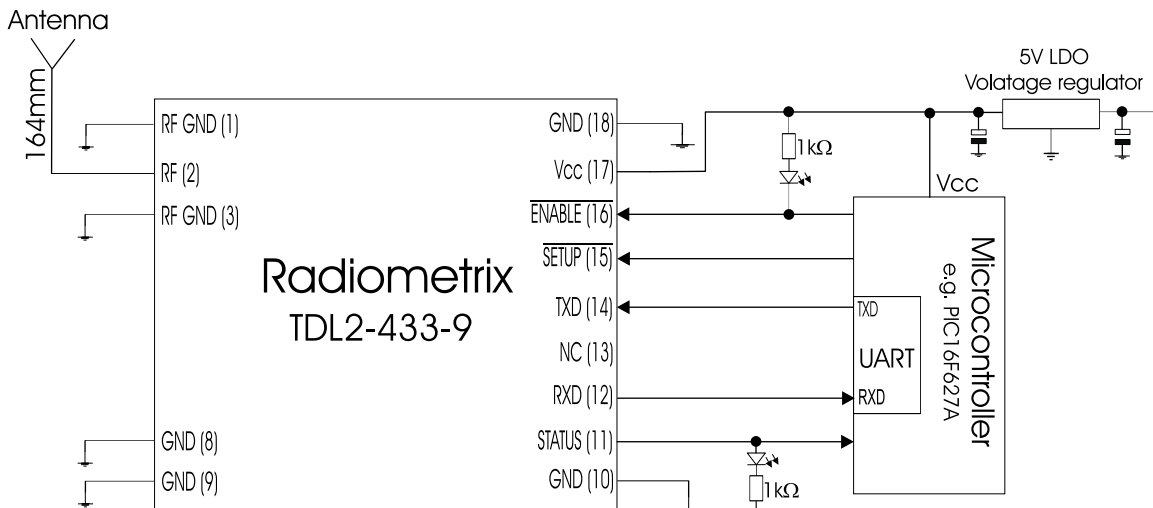 Antenna
164mm
5V LDO
Volatage regulator
RF GND (1)
RF (2)
RF GND (3)
GND (8)
GND (9)
Radiometrix
TDL2-433-9
GND (18)
Vcc (17)
ENABLE (16)
SETUP (15)
TXD (14)
NC (13)
RXD (12)
STATUS (11)
GND (10)
1kΩ
1kΩ
Vcc
Microcontroller
e.g. PIC16F627A
TXD
UART
RXD